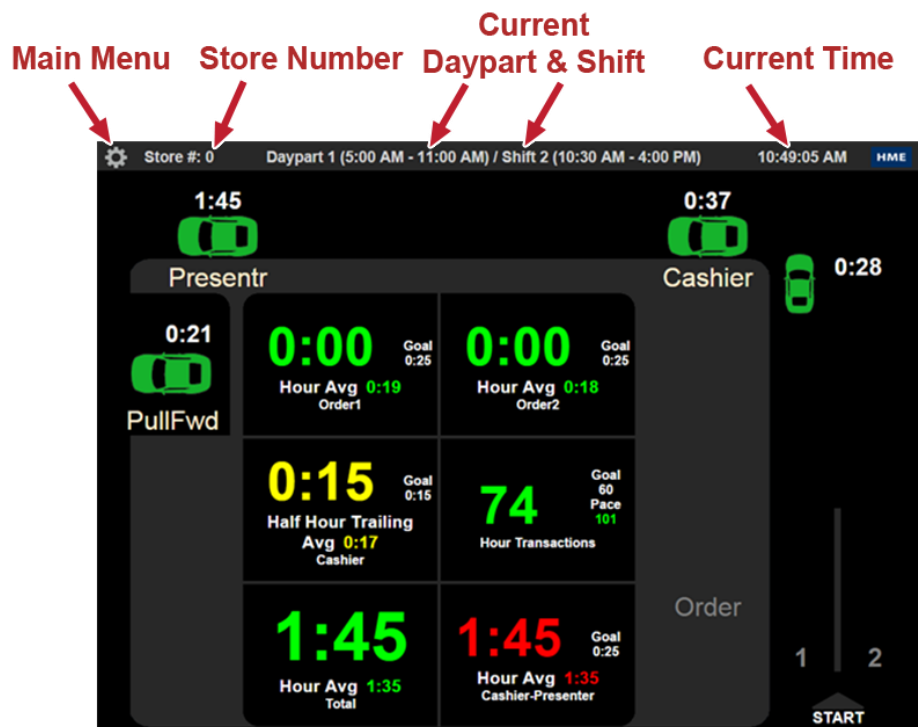 Main Menu
Store Number
Current
Daypart & Shift
Current Time
Store #: 0
Daypart 1 (5:00 AM - 11:00 AM) / Shift 2 (10:30 AM - 4:00 PM)
10:49:05 AM
HME
1:45
0:37
0:28
Presentr
Cashier
0:21
PullFwd
0:00
Goal
0:25
Hour Avg 0:19
Order1
0:00
Goal
0:25
Hour Avg 0:18
Order2
0:15
Goal
0:15
Half Hour Trailing
Avg 0:17
Cashier
74
Goal
60
Pace
101
Hour Transactions
1:45
Hour Avg 1:35
Total
1:45
Goal
0:25
Hour Avg 1:35
Cashier-Presenter
Order
1
2
START